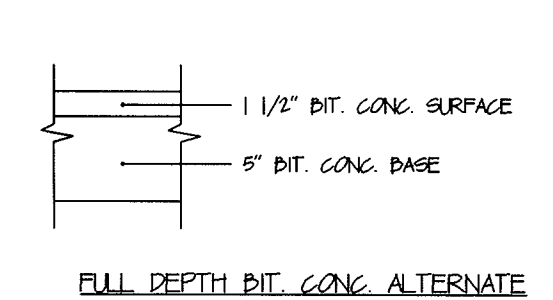 1 1/2" BIT. CONC. SURFACE
5" BIT. CONC. BASE
FULL DEPTH BIT. CONC. ALTERNATE